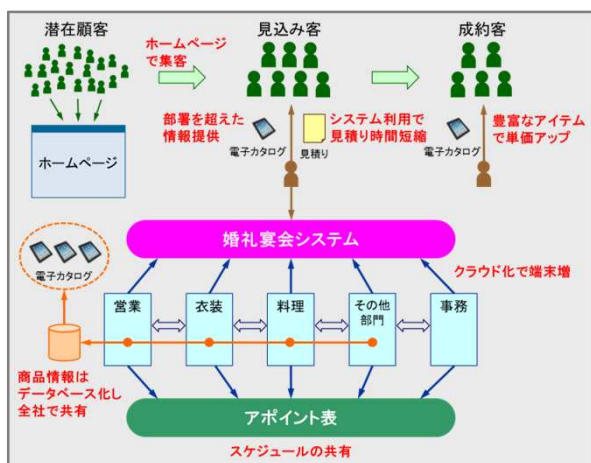 潜在顧客
ホームページ
で集客
見込み客
成約客
部署を超えた
情報提供
電子カタログ
システム利用で
見積り時間短縮
見積り
豊富なアイテム
で単価アップ
電子カタログ
ホームページ
婚礼宴会システム
電子カタログ
クラウド化で端末増
営業
衣装
料理
その他
部門
事務
商品情報は
データベース化し
全社で共有
アポイント表
スケジュールの共有